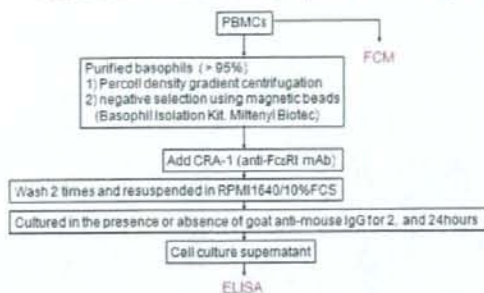 PBMCs
FCM
Purified basophils (> 95%)
1) Percoll density gradient centrifugation
2) negative selection using magnetic beads
(Basophil Isolation Kit. Miltenyi Biotec)
Add CRA-1 (anti-FcεRI mAb)
Wash 2 times and resuspended in RPMI1640/10%FCS
Cultured in the presence or absence of goat anti-mouse IgG for 2, and 24hours
Cell culture supernatant
ELISA